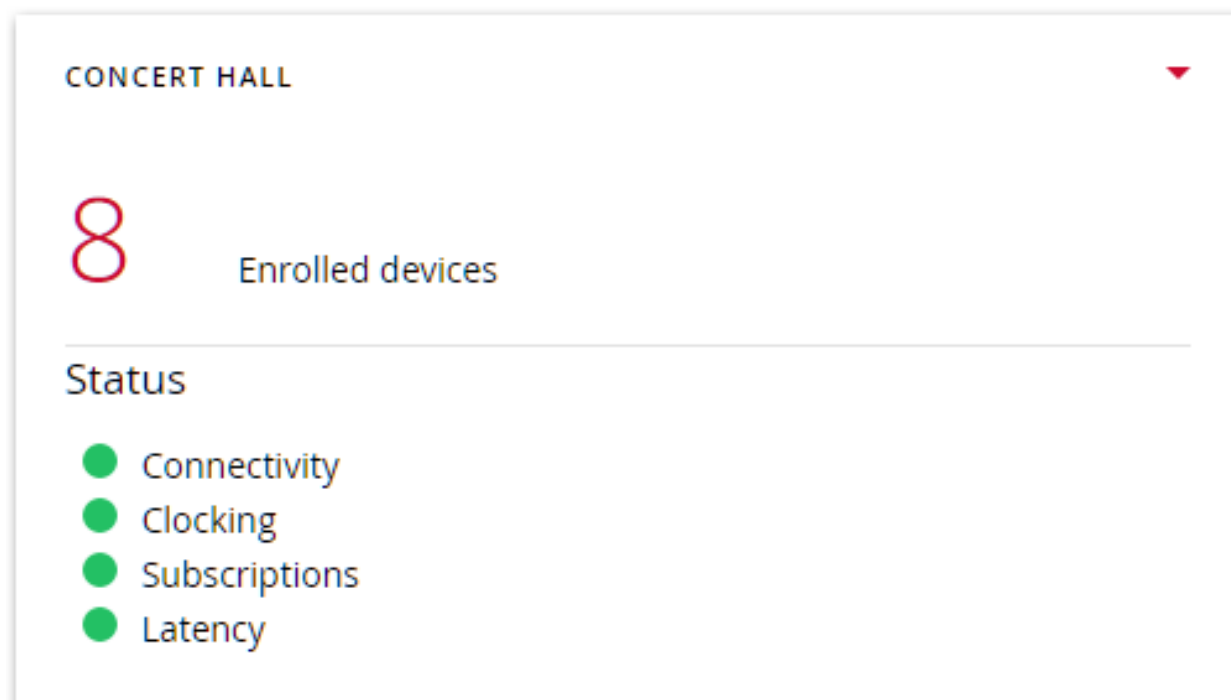 CONCERT HALL
8 Enrolled devices
Status
Connectivity
Clocking
Subscriptions
Latency